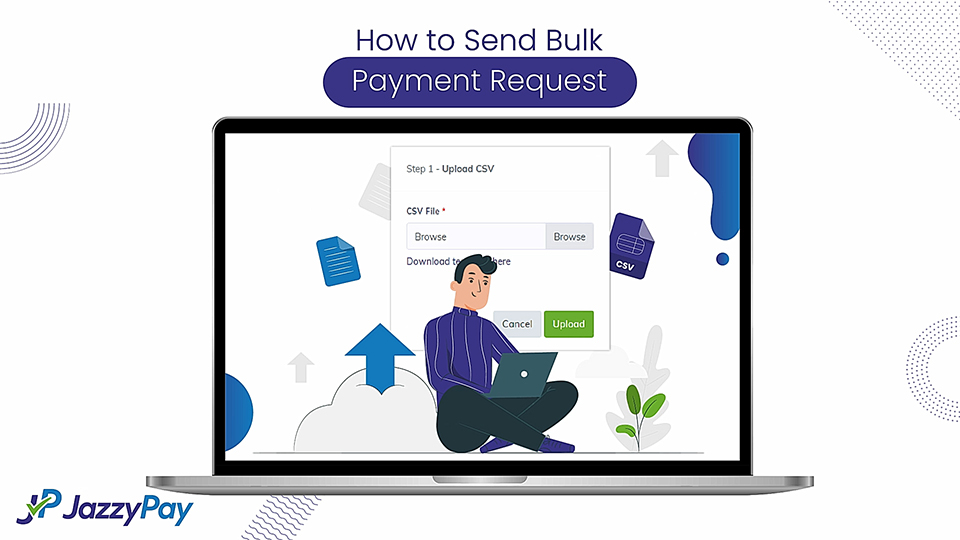 How to Send Bulk
Payment Request
Step 1 - Upload CSV
CSV File *
Browse Browse
Download here
CSV
Cancel Upload
JP JazzyPay